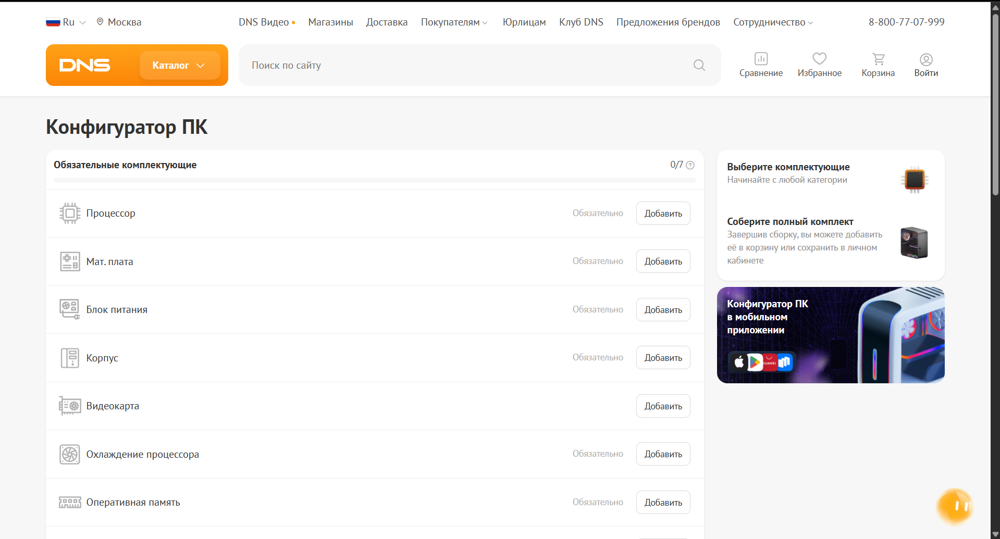 Ru
Москва
DNS Видео
Магазины
Доставка
Покупателям
Юрлицам
Клуб DNS
Предложения брендов
Сотрудничество
8-800-77-07-999
DNS
Каталог
Поиск по сайту
Сравнение
Избранное
Корзина
Войти
Конфигуратор ПК
Обязательные комплектующие
0/7
Процессор
Обязательно
Добавить
Мат. плата
Обязательно
Добавить
Блок питания
Обязательно
Добавить
Корпус
Обязательно
Добавить
Видеокарта
Добавить
Охлаждение процессора
Обязательно
Добавить
Оперативная память
Обязательно
Добавить
Выберите комплектующие
Начинайте с любой категории
Соберите полный комплект
Завершив сборку, вы можете добавить
её в корзину или сохранить в личном
кабинете
Конфигуратор ПК
в мобильном
приложении
HUAWEI